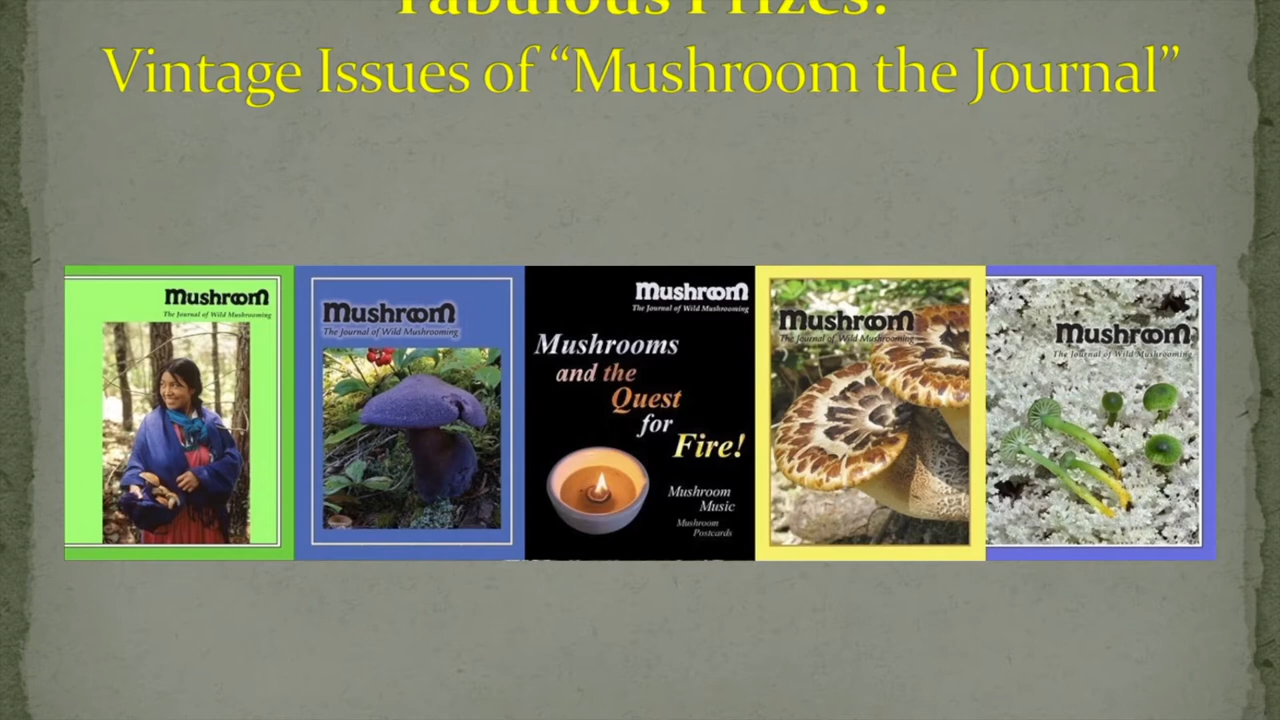 Fabulous Prizes:
Vintage Issues of “Mushroom the Journal”
Mushroom
The Journal of Wild Mushrooming
Mushroom
The Journal of Wild Mushrooming
Mushroom
The Journal of Wild Mushrooming
Mushrooms
and the
Quest
for
Fire!
Mushroom
Music
Mushroom
Postcards
Mushroom
The Journal of Wild Mushrooming
Mushroom
The Journal of Wild Mushrooming